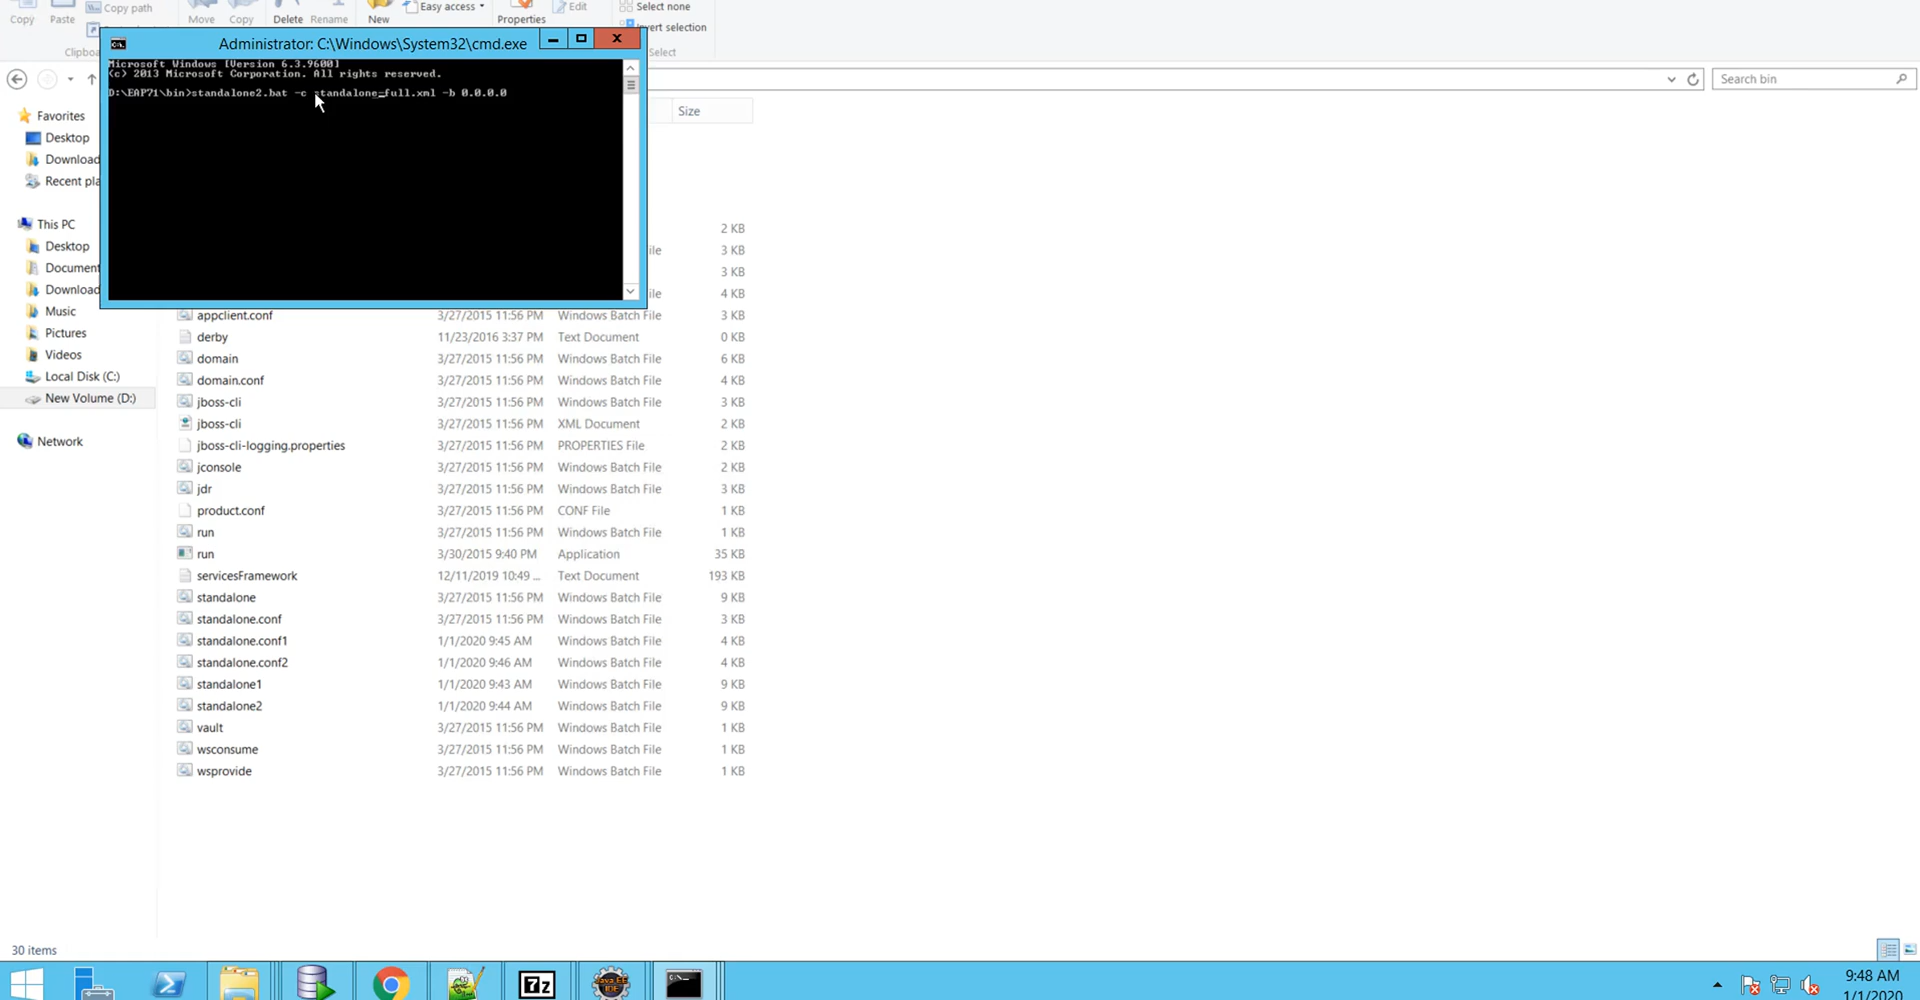 Copy
Paste
Copy path
Clipboa
Move
Copy
Delete
Rename
New
Easy access
Properties
Edit
Select none
Invert selection
Select
Administrator: C:\Windows\System32\cmd.exe
Microsoft Windows [Version 6.3.9600]
(c) 2013 Microsoft Corporation. All rights reserved.
D:\EAP71\bin>standalone2.bat -c standalone-full.xml -b 0.0.0.0
Search bin
Size
Favorites
Desktop
Download
Recent pla
This PC
Desktop
Document
Download
Music
Pictures
Videos
Local Disk (C:)
New Volume (D:)
Network
2 KB
ile 3 KB
3 KB
ile 4 KB
appclient.conf 3/27/2015 11:56 PM Windows Batch File 3 KB
derby 11/23/2016 3:37 PM Text Document 0 KB
domain 3/27/2015 11:56 PM Windows Batch File 6 KB
domain.conf 3/27/2015 11:56 PM Windows Batch File 4 KB
jboss-cli 3/27/2015 11:56 PM Windows Batch File 3 KB
jboss-cli 3/27/2015 11:56 PM XML Document 2 KB
jboss-cli-logging.properties 3/27/2015 11:56 PM PROPERTIES File 2 KB
jconsole 3/27/2015 11:56 PM Windows Batch File 2 KB
jdr 3/27/2015 11:56 PM Windows Batch File 3 KB
product.conf 3/27/2015 11:56 PM CONF File 1 KB
run 3/27/2015 11:56 PM Windows Batch File 1 KB
run 3/30/2015 9:40 PM Application 35 KB
servicesFramework 12/11/2019 10:49 ... Text Document 193 KB
standalone 3/27/2015 11:56 PM Windows Batch File 9 KB
standalone.conf 3/27/2015 11:56 PM Windows Batch File 3 KB
standalone.conf1 1/1/2020 9:45 AM Windows Batch File 4 KB
standalone.conf2 1/1/2020 9:46 AM Windows Batch File 4 KB
standalone1 1/1/2020 9:43 AM Windows Batch File 9 KB
standalone2 1/1/2020 9:44 AM Windows Batch File 9 KB
vault 3/27/2015 11:56 PM Windows Batch File 1 KB
wsconsume 3/27/2015 11:56 PM Windows Batch File 1 KB
wsprovide 3/27/2015 11:56 PM Windows Batch File 1 KB
30 items
7z
Java EE
IDE
9:48 AM
1/1/2020